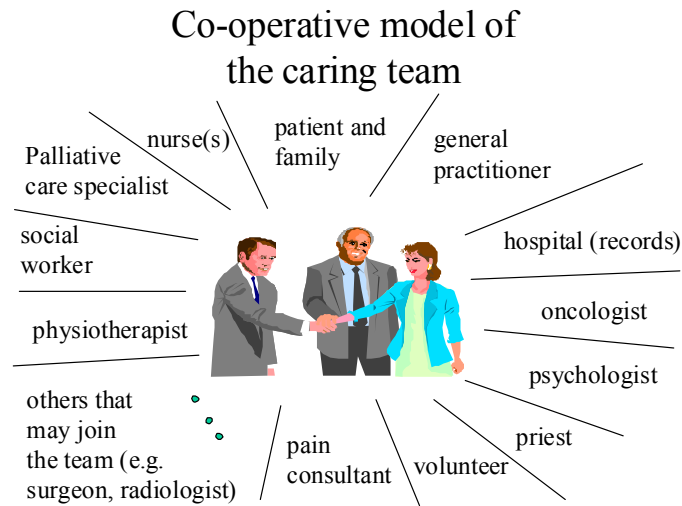 Co-operative model of
the caring team
nurse(s)
patient and
family
general
practitioner
Palliative
care specialist
social
worker
hospital (records)
physiotherapist
oncologist
psychologist
others that
may join
the team (e.g.
surgeon, radiologist)
pain
consultant
volunteer
priest